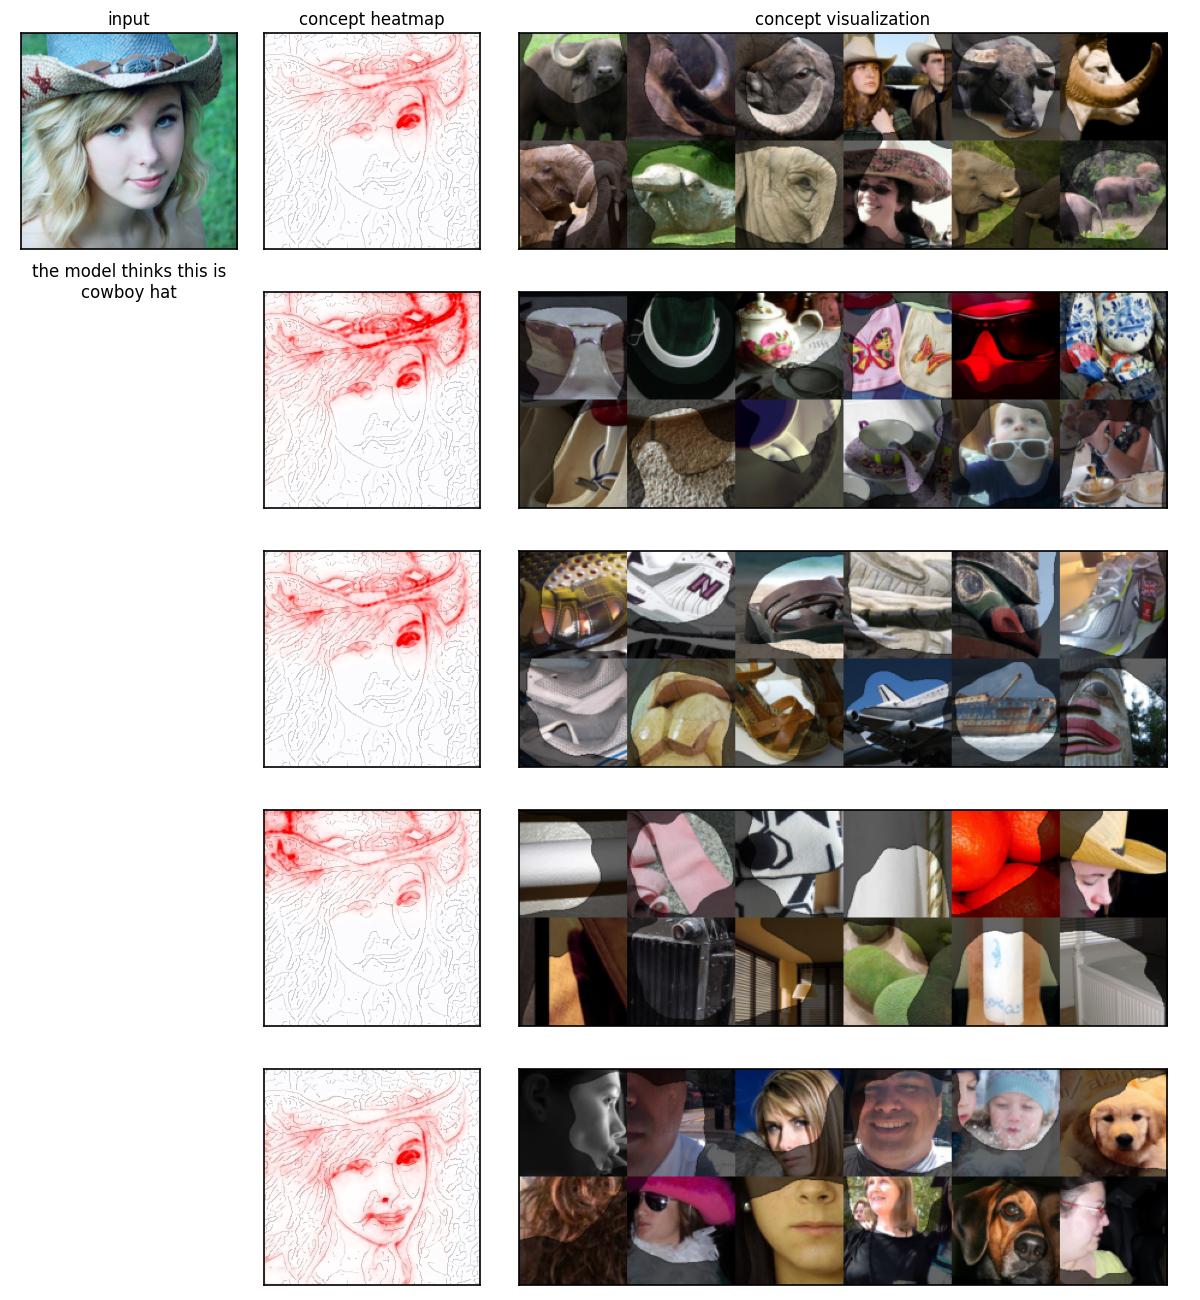 input
concept heatmap
concept visualization
the model thinks this is
cowboy hat
N